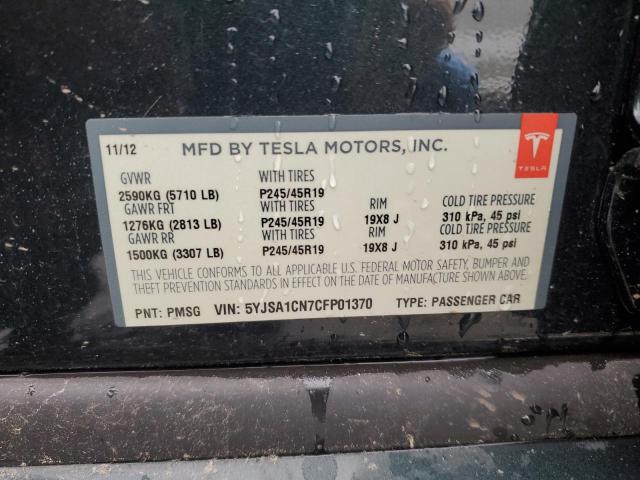 11/12 MFD BY TESLA MOTORS, INC.
TESLA
GVWR WITH TIRES
2590KG (5710 LB) P245/45R19 RIM COLD TIRE PRESSURE
GAWR FRT WITH TIRES
1276KG (2813 LB) P245/45R19 19X8 J 310 kPa, 45 psi
GAWR RR WITH TIRES RIM COLD TIRE PRESSURE
1500KG (3307 LB) P245/45R19 19X8 J 310 kPa, 45 psi
THIS VEHICLE CONFORMS TO ALL APPLICABLE U.S. FEDERAL MOTOR SAFETY, BUMPER AND
THEFT PREVENTION STANDARDS IN EFFECT ON THE DATE OF MANUFACTURE SHOWN ABOVE.
PNT: PMSG VIN: 5YJSA1CN7CFP01370 TYPE: PASSENGER CAR